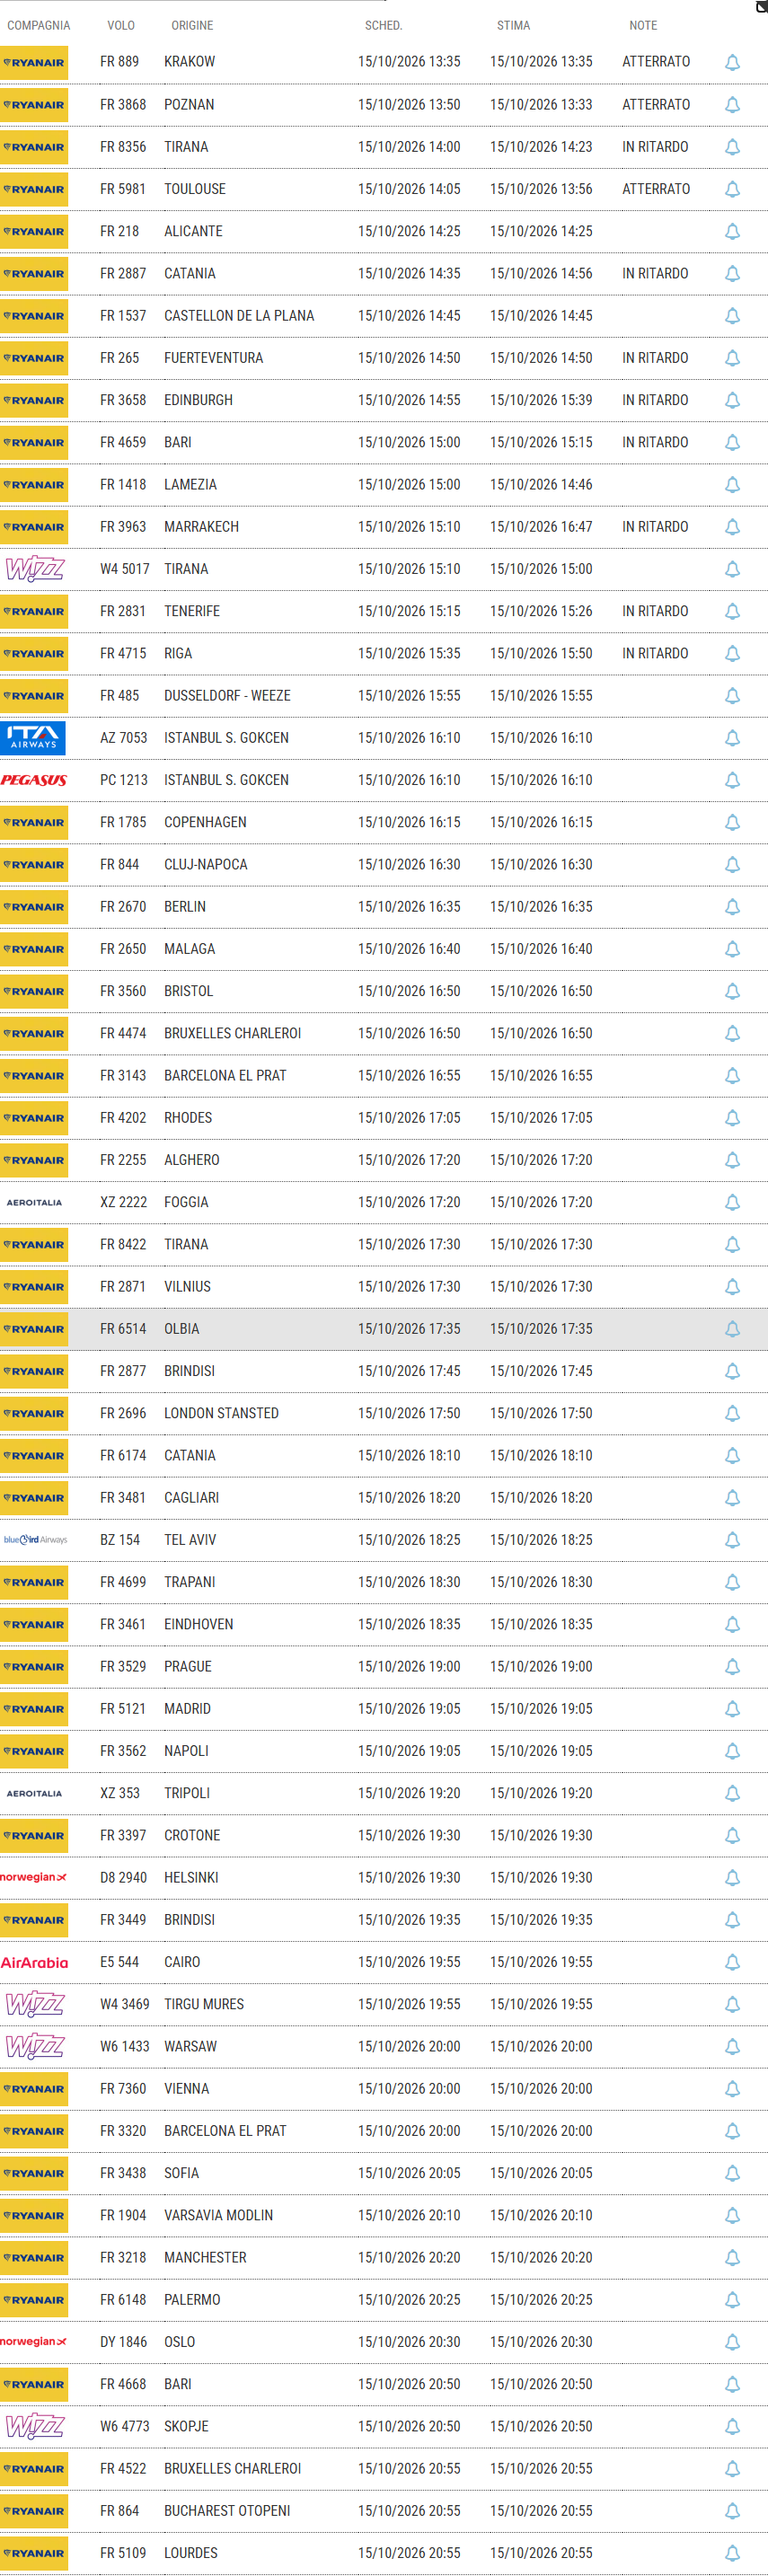 COMPAGNIA VOLO ORIGINE SCHED. STIMA NOTE
RYANAIR FR 889 KRAKOW 15/10/2026 13:35 15/10/2026 13:35 ATTERRATO
RYANAIR FR 3868 POZNAN 15/10/2026 13:50 15/10/2026 13:33 ATTERRATO
RYANAIR FR 8356 TIRANA 15/10/2026 14:00 15/10/2026 14:23 IN RITARDO
RYANAIR FR 5981 TOULOUSE 15/10/2026 14:05 15/10/2026 13:56 ATTERRATO
RYANAIR FR 218 ALICANTE 15/10/2026 14:25 15/10/2026 14:25
RYANAIR FR 2887 CATANIA 15/10/2026 14:35 15/10/2026 14:56 IN RITARDO
RYANAIR FR 1537 CASTELLON DE LA PLANA 15/10/2026 14:45 15/10/2026 14:45
RYANAIR FR 265 FUERTEVENTURA 15/10/2026 14:50 15/10/2026 14:50 IN RITARDO
RYANAIR FR 3658 EDINBURGH 15/10/2026 14:55 15/10/2026 15:39 IN RITARDO
RYANAIR FR 4659 BARI 15/10/2026 15:00 15/10/2026 15:15 IN RITARDO
RYANAIR FR 1418 LAMEZIA 15/10/2026 15:00 15/10/2026 14:46
RYANAIR FR 3963 MARRAKECH 15/10/2026 15:10 15/10/2026 16:47 IN RITARDO
WIZZ W4 5017 TIRANA 15/10/2026 15:10 15/10/2026 15:00
RYANAIR FR 2831 TENERIFE 15/10/2026 15:15 15/10/2026 15:26 IN RITARDO
RYANAIR FR 4715 RIGA 15/10/2026 15:35 15/10/2026 15:50 IN RITARDO
RYANAIR FR 485 DUSSELDORF - WEEZE 15/10/2026 15:55 15/10/2026 15:55
ITA AIRWAYS AZ 7053 ISTANBUL S. GOKCEN 15/10/2026 16:10 15/10/2026 16:10
PEGASUS PC 1213 ISTANBUL S. GOKCEN 15/10/2026 16:10 15/10/2026 16:10
RYANAIR FR 1785 COPENHAGEN 15/10/2026 16:15 15/10/2026 16:15
RYANAIR FR 844 CLUJ-NAPOCA 15/10/2026 16:30 15/10/2026 16:30
RYANAIR FR 2670 BERLIN 15/10/2026 16:35 15/10/2026 16:35
RYANAIR FR 2650 MALAGA 15/10/2026 16:40 15/10/2026 16:40
RYANAIR FR 3560 BRISTOL 15/10/2026 16:50 15/10/2026 16:50
RYANAIR FR 4474 BRUXELLES CHARLEROI 15/10/2026 16:50 15/10/2026 16:50
RYANAIR FR 3143 BARCELONA EL PRAT 15/10/2026 16:55 15/10/2026 16:55
RYANAIR FR 4202 RHODES 15/10/2026 17:05 15/10/2026 17:05
RYANAIR FR 2255 ALGHERO 15/10/2026 17:20 15/10/2026 17:20
AEROITALIA XZ 2222 FOGGIA 15/10/2026 17:20 15/10/2026 17:20
RYANAIR FR 8422 TIRANA 15/10/2026 17:30 15/10/2026 17:30
RYANAIR FR 2871 VILNIUS 15/10/2026 17:30 15/10/2026 17:30
RYANAIR FR 6514 OLBIA 15/10/2026 17:35 15/10/2026 17:35
RYANAIR FR 2877 BRINDISI 15/10/2026 17:45 15/10/2026 17:45
RYANAIR FR 2696 LONDON STANSTED 15/10/2026 17:50 15/10/2026 17:50
RYANAIR FR 6174 CATANIA 15/10/2026 18:10 15/10/2026 18:10
RYANAIR FR 3481 CAGLIARI 15/10/2026 18:20 15/10/2026 18:20
blueBird Airways BZ 154 TEL AVIV 15/10/2026 18:25 15/10/2026 18:25
RYANAIR FR 4699 TRAPANI 15/10/2026 18:30 15/10/2026 18:30
RYANAIR FR 3461 EINDHOVEN 15/10/2026 18:35 15/10/2026 18:35
RYANAIR FR 3529 PRAGUE 15/10/2026 19:00 15/10/2026 19:00
RYANAIR FR 5121 MADRID 15/10/2026 19:05 15/10/2026 19:05
RYANAIR FR 3562 NAPOLI 15/10/2026 19:05 15/10/2026 19:05
AEROITALIA XZ 353 TRIPOLI 15/10/2026 19:20 15/10/2026 19:20
RYANAIR FR 3397 CROTONE 15/10/2026 19:30 15/10/2026 19:30
norwegian D8 2940 HELSINKI 15/10/2026 19:30 15/10/2026 19:30
RYANAIR FR 3449 BRINDISI 15/10/2026 19:35 15/10/2026 19:35
AirArabia E5 544 CAIRO 15/10/2026 19:55 15/10/2026 19:55
WIZZ W4 3469 TIRGU MURES 15/10/2026 19:55 15/10/2026 19:55
WIZZ W6 1433 WARSAW 15/10/2026 20:00 15/10/2026 20:00
RYANAIR FR 7360 VIENNA 15/10/2026 20:00 15/10/2026 20:00
RYANAIR FR 3320 BARCELONA EL PRAT 15/10/2026 20:00 15/10/2026 20:00
RYANAIR FR 3438 SOFIA 15/10/2026 20:05 15/10/2026 20:05
RYANAIR FR 1904 VARSAVIA MODLIN 15/10/2026 20:10 15/10/2026 20:10
RYANAIR FR 3218 MANCHESTER 15/10/2026 20:20 15/10/2026 20:20
RYANAIR FR 6148 PALERMO 15/10/2026 20:25 15/10/2026 20:25
norwegian DY 1846 OSLO 15/10/2026 20:30 15/10/2026 20:30
RYANAIR FR 4668 BARI 15/10/2026 20:50 15/10/2026 20:50
WIZZ W6 4773 SKOPJE 15/10/2026 20:50 15/10/2026 20:50
RYANAIR FR 4522 BRUXELLES CHARLEROI 15/10/2026 20:55 15/10/2026 20:55
RYANAIR FR 864 BUCHAREST OTOPENI 15/10/2026 20:55 15/10/2026 20:55
RYANAIR FR 5109 LOURDES 15/10/2026 20:55 15/10/2026 20:55